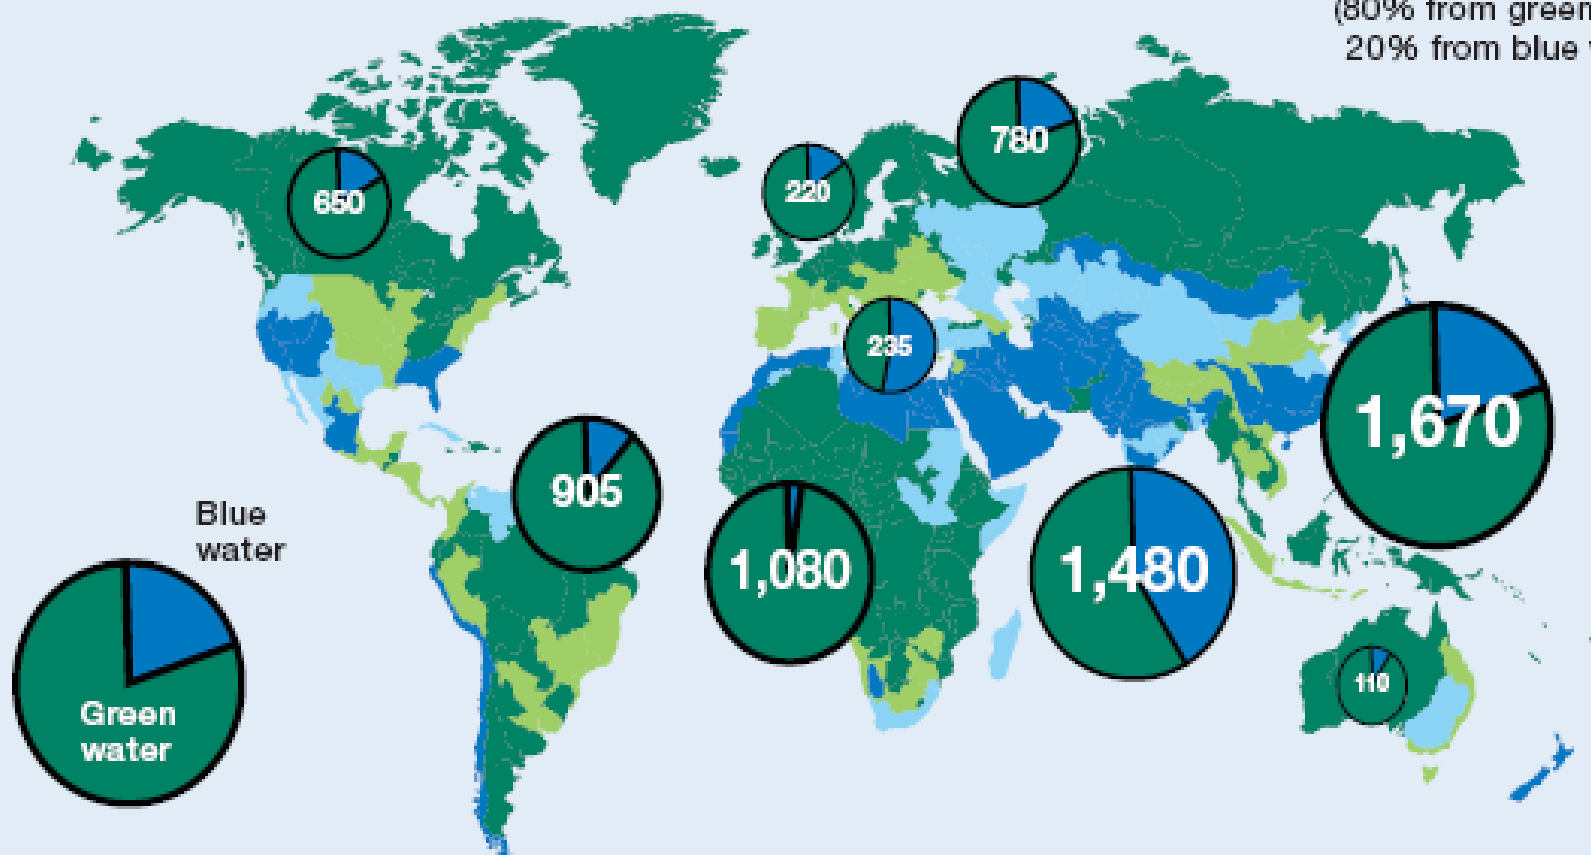 (80% from green
20% from blue
780
650
220
235
1,670
905
1,080
1,480
Blue
water
110
Green
water